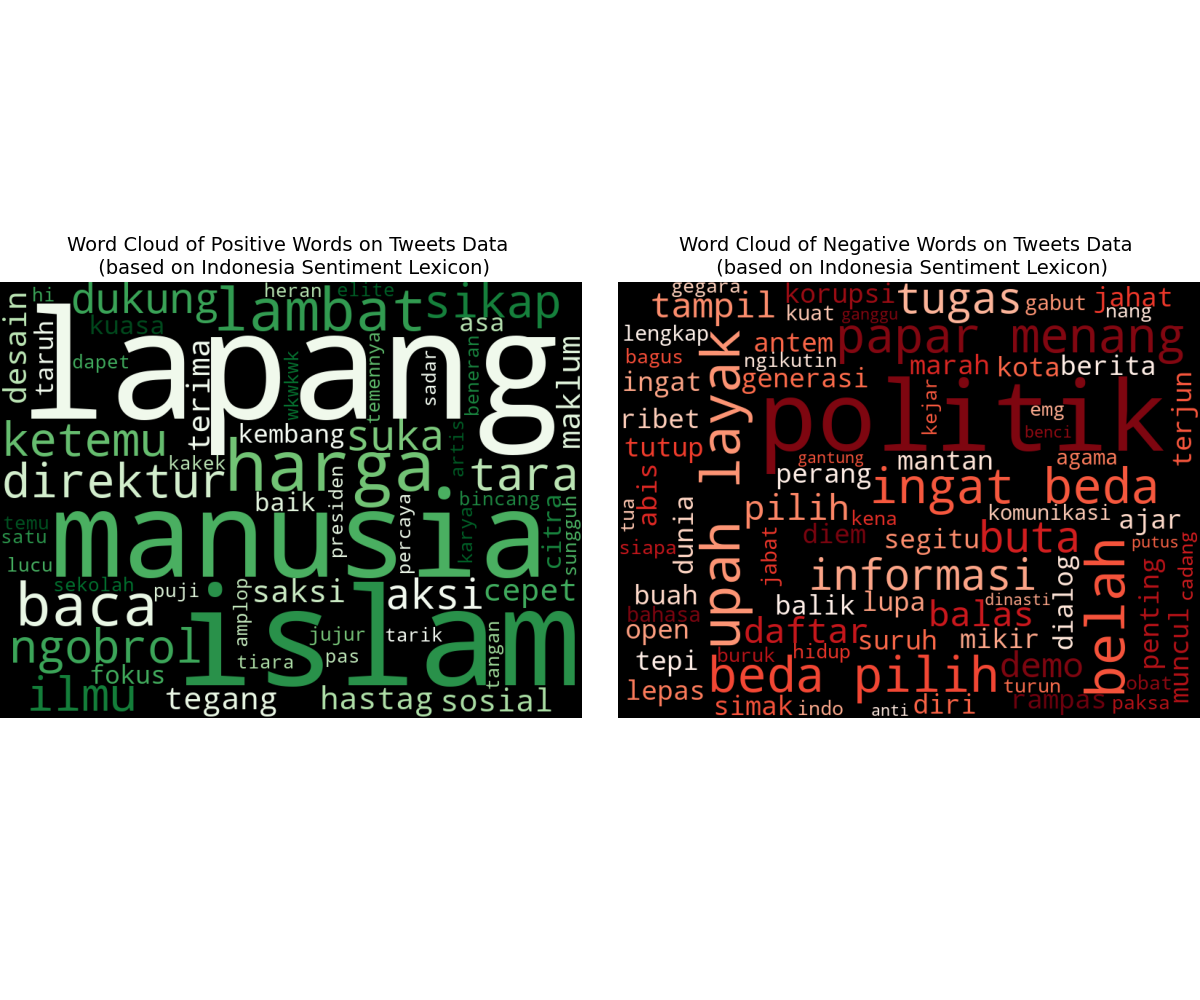 Word Cloud of Positive Words on Tweets Data
(based on Indonesia Sentiment Lexicon)
hi
dukung
heran
elite
lambat
sikap
desain
taruh
kuasa
asa
lapang
dapet
terima
wkwkwk
temennya
sadar
beneran
maklum
ketemu
kembang
suka
artis
kakek
harga
tara
direktur
baik
presiden
percaya
bincang
karya
citra
sungguh
temu
satu
manusia
lucu
sekolah
puji
amplop
saksi
aksi
cepet
baca
islam
ngobrol
jujur
tarik
tangan
tiara
pas
fokus
ilmu
tegang
hastag
sosial
Word Cloud of Negative Words on Tweets Data
(based on Indonesia Sentiment Lexicon)
gegara
tampil
korupsi
tugas
gabut
jahat
kuat
ganggu
nang
lengkap
antem
papar menang
bagus
ngikutin
marah
kota
berita
ingat
upah layak
generasi
politik
kejar
emg
benci
terjun
ribet
tutup
gantung
mantan
agama
perang
abis
tua
ingat beda
dunia
pilih
kena
komunikasi
ajar
siapa
jabat
diem
segitu
buta
putus
cadang
informasi
dialog
belah
penting
muncul
buah
bahasa
balik
lupa
dinasti
balas
open
daftar
suruh
mikir
tepi
buruk
hidup
beda pilih
demo
lepas
turun
obat
simak
indo
anti
diri
rampas
paksa